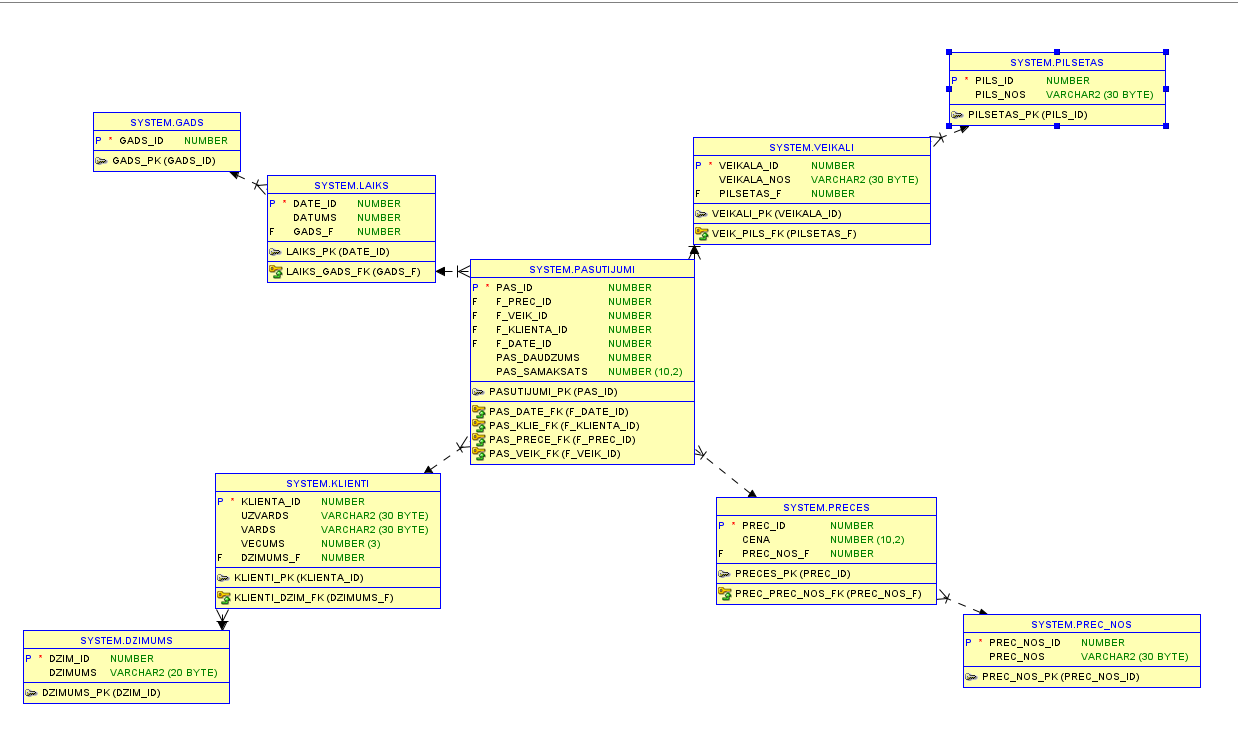 SYSTEM.PILSETAS
P * PILS_ID NUMBER
PILS_NOS VARCHAR2 (30 BYTE)
PILSETAS_PK (PILS_ID)
SYSTEM.GADS
P * GADS_ID NUMBER
GADS_PK (GADS_ID)
SYSTEM.VEIKALI
P * VEIKALA_ID NUMBER
VEIKALA_NOS VARCHAR2 (30 BYTE)
F PILSETAS_F NUMBER
VEIKALI_PK (VEIKALA_ID)
VEIK_PILS_FK (PILSETAS_F)
SYSTEM.LAIKS
P * DATE_ID NUMBER
DATUMS NUMBER
F GADS_F NUMBER
LAIKS_PK (DATE_ID)
LAIKS_GADS_FK (GADS_F)
SYSTEM.PASUTIJUMI
P * PAS_ID NUMBER
F F_PREC_ID NUMBER
F F_VEIK_ID NUMBER
F F_KLIENTA_ID NUMBER
F F_DATE_ID NUMBER
PAS_DAUDZUMS NUMBER
PAS_SAMAKSATS NUMBER (10,2)
PASUTIJUMI_PK (PAS_ID)
PAS_DATE_FK (F_DATE_ID)
PAS_KLIE_FK (F_KLIENTA_ID)
PAS_PRECE_FK (F_PREC_ID)
PAS_VEIK_FK (F_VEIK_ID)
SYSTEM.KLIENTI
P * KLIENTA_ID NUMBER
UZVARDS VARCHAR2 (30 BYTE)
VARDS VARCHAR2 (30 BYTE)
VECUMS NUMBER (3)
F DZIMUMS_F NUMBER
KLIENTI_PK (KLIENTA_ID)
KLIENTI_DZIM_FK (DZIMUMS_F)
SYSTEM.PRECES
P * PREC_ID NUMBER
CENA NUMBER (10,2)
F PREC_NOS_F NUMBER
PRECES_PK (PREC_ID)
PREC_PREC_NOS_FK (PREC_NOS_F)
SYSTEM.DZIMUMS
P * DZIM_ID NUMBER
DZIMUMS VARCHAR2 (20 BYTE)
DZIMUMS_PK (DZIM_ID)
SYSTEM.PREC_NOS
P * PREC_NOS_ID NUMBER
PREC_NOS VARCHAR2 (30 BYTE)
PREC_NOS_PK (PREC_NOS_ID)